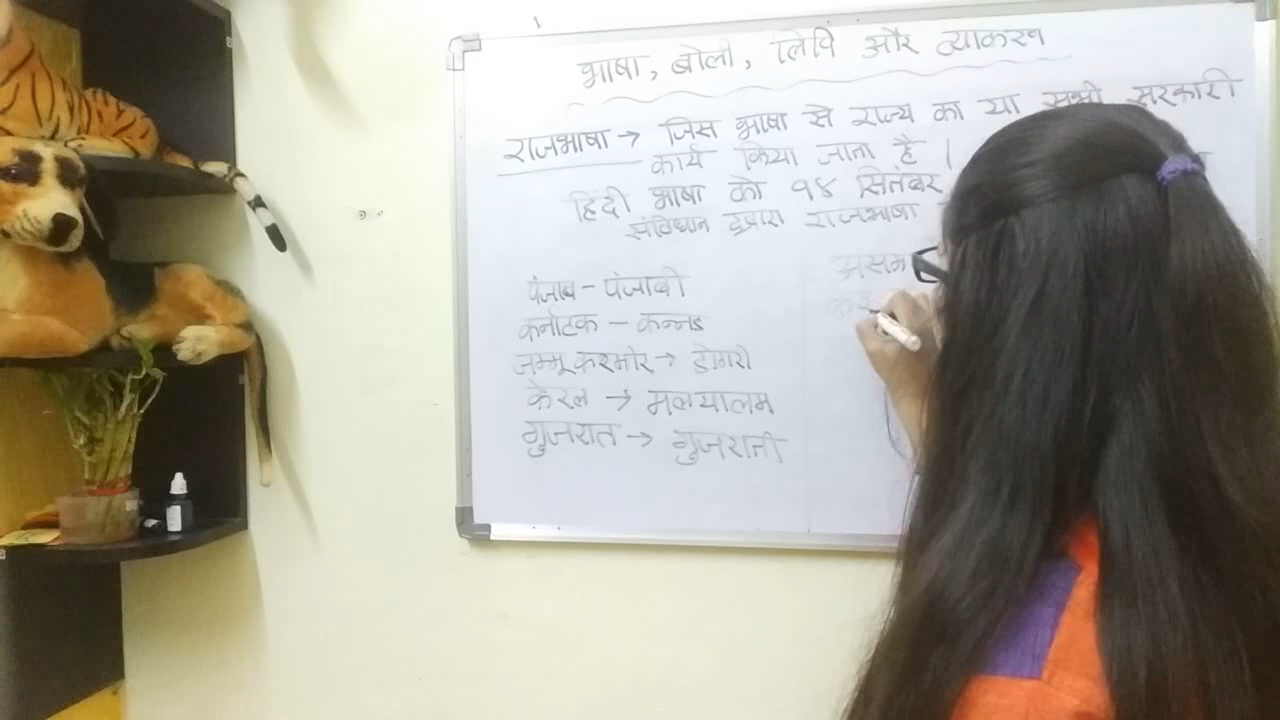 भाषा, बोली, लिपि और व्याकरण
राजभाषा → जिस भाषा से राज्य का या सभी सरकारी
कार्य किया जाता है ।
हिंदी भाषा को १४ सितंबर
संविधान द्वारा राजभाषा
पंजाब - पंजाबी
कर्नाटक - कन्नड
जम्मू कश्मीर → डोगरी
केरल → मलयालम
गुजरात → गुजराती
असम